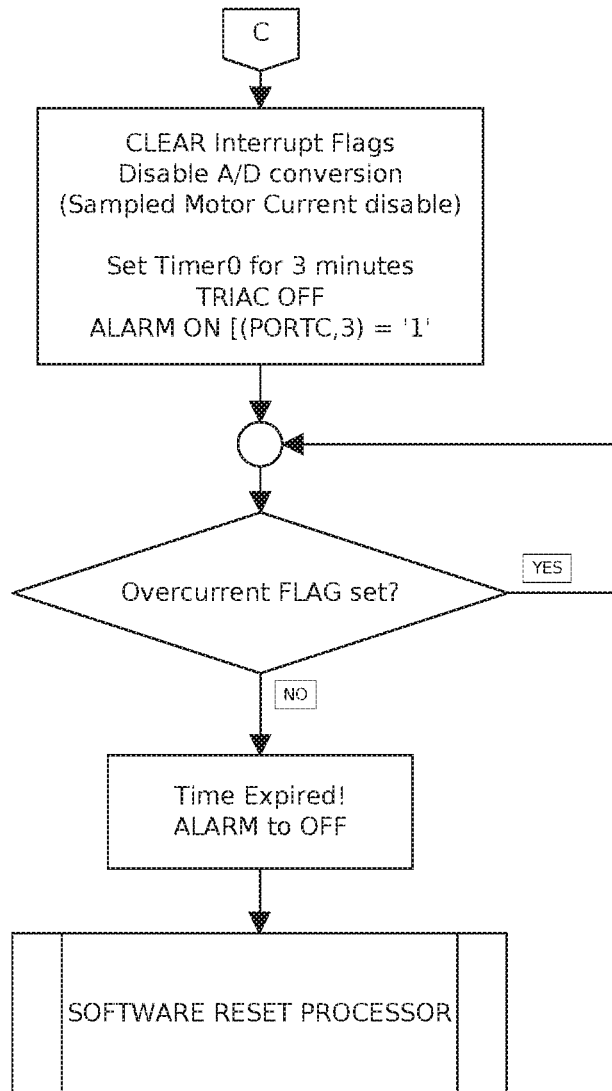 C
CLEAR Interrupt Flags
Disable A/D conversion
(Sampled Motor Current disable)
Set Timer0 for 3 minutes
TRIAC OFF
ALARM ON [(PORTC,3) = '1'
Overcurrent FLAG set?
YES
NO
Time Expired!
ALARM to OFF
SOFTWARE RESET PROCESSOR